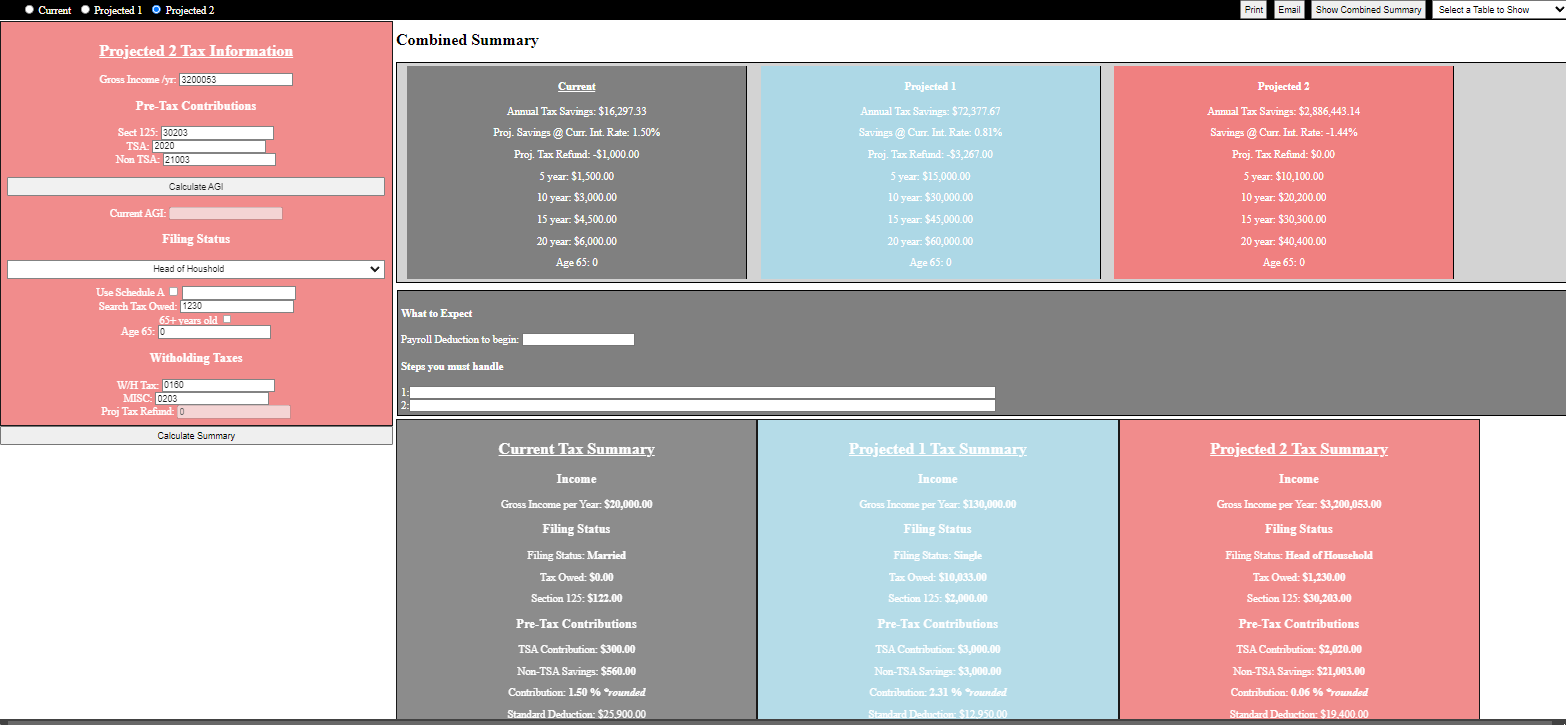 Current Projected 1 Projected 2
Print Email Show Combined Summary Select a Table to Show
Projected 2 Tax Information
Gross Income /yr: 3200053
Pre-Tax Contributions
Sect 125: 30203
TSA: 2020
Non TSA: 21003
Calculate AGI
Current AGI:
Filing Status
Head of Houshold
Use Schedule A
Search Tax Owed: 1230
65+ years old
Age 65: 0
Witholding Taxes
W/H Tax: 0160
MISC: 0203
Proj Tax Refund: 0
Calculate Summary
Combined Summary
Current
Annual Tax Savings: $16,297.33
Proj. Savings @ Curr. Int. Rate: 1.50%
Proj. Tax Refund: -$1,000.00
5 year: $1,500.00
10 year: $3,000.00
15 year: $4,500.00
20 year: $6,000.00
Age 65: 0
Projected 1
Annual Tax Savings: $72,377.67
Savings @ Curr. Int. Rate: 0.81%
Proj. Tax Refund: -$3,267.00
5 year: $15,000.00
10 year: $30,000.00
15 year: $45,000.00
20 year: $60,000.00
Age 65: 0
Projected 2
Annual Tax Savings: $2,886,443.14
Savings @ Curr. Int. Rate: -1.44%
Proj. Tax Refund: $0.00
5 year: $10,100.00
10 year: $20,200.00
15 year: $30,300.00
20 year: $40,400.00
Age 65: 0
What to Expect
Payroll Deduction to begin:
Steps you must handle
1:
2:
Current Tax Summary
Income
Gross Income per Year: $20,000.00
Filing Status
Filing Status: Married
Tax Owed: $0.00
Section 125: $122.00
Pre-Tax Contributions
TSA Contribution: $300.00
Non-TSA Savings: $560.00
Contribution: 1.50 % *rounded
Standard Deduction: $25,900.00
Projected 1 Tax Summary
Income
Gross Income per Year: $130,000.00
Filing Status
Filing Status: Single
Tax Owed: $10,033.00
Section 125: $2,000.00
Pre-Tax Contributions
TSA Contribution: $3,000.00
Non-TSA Savings: $3,000.00
Contribution: 2.31 % *rounded
Standard Deduction: $12,950.00
Projected 2 Tax Summary
Income
Gross Income per Year: $3,200,053.00
Filing Status
Filing Status: Head of Household
Tax Owed: $1,230.00
Section 125: $30,203.00
Pre-Tax Contributions
TSA Contribution: $2,020.00
Non-TSA Savings: $21,003.00
Contribution: 0.06 % *rounded
Standard Deduction: $19,400.00